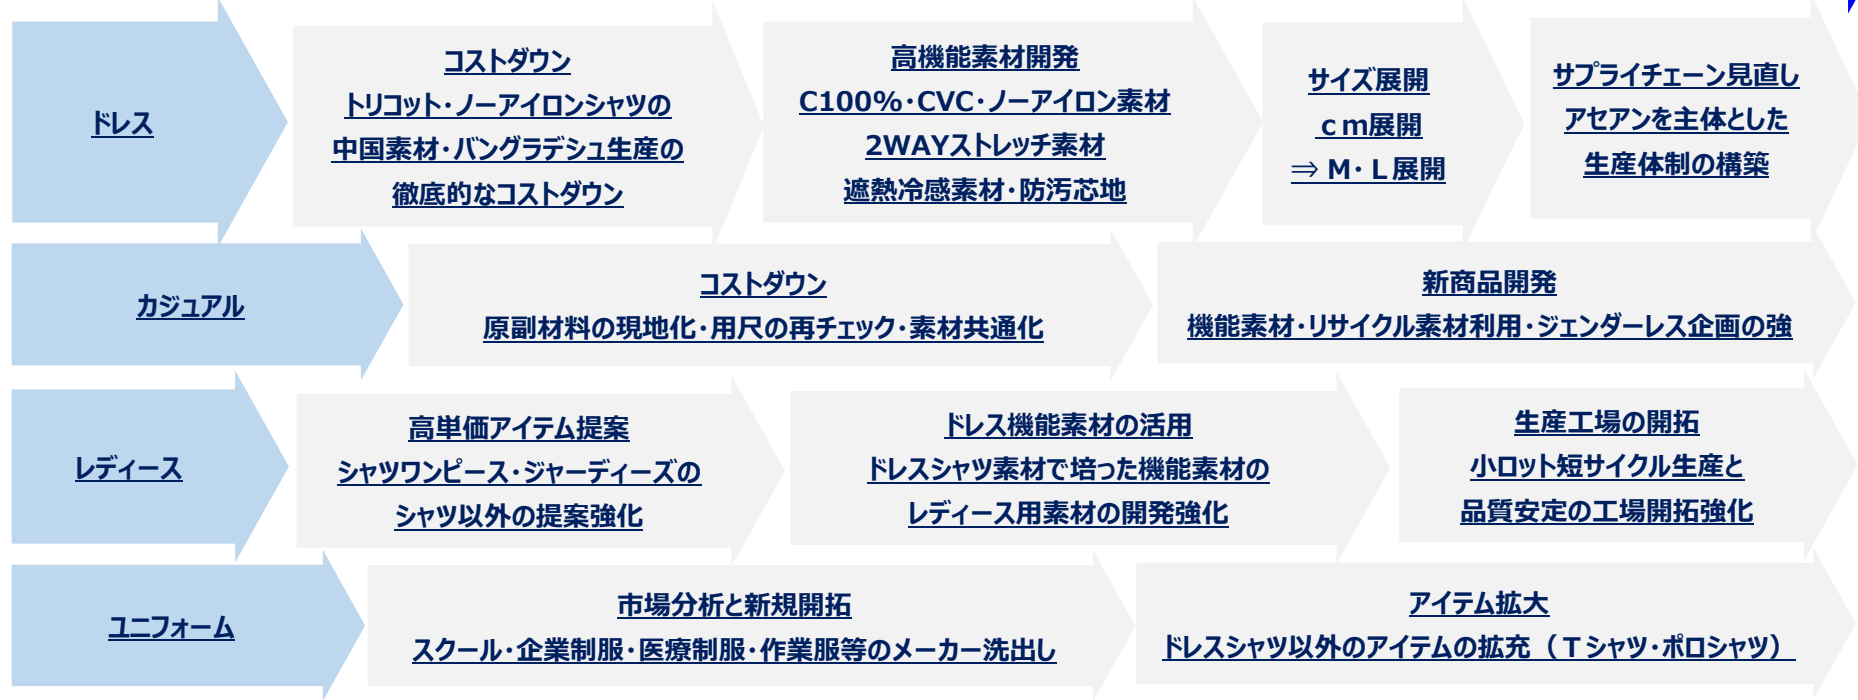 ドレス
コストダウン
トリコット・ノーアイロンシャツの
中国素材・バングラデシュ生産の
徹底的なコストダウン
高機能素材開発
C100%・CVC・ノーアイロン素材
2WAYストレッチ素材
遮熱冷感素材・防汚芯地
サイズ展開
ｃｍ展開
⇒ M・Ｌ展開
サプライチェーン見直し
アセアンを主体とした
生産体制の構築
カジュアル
コストダウン
原副材料の現地化・用尺の再チェック・素材共通化
新商品開発
機能素材・リサイクル素材利用・ジェンダーレス企画の強
レディース
高単価アイテム提案
シャツワンピース・ジャーディーズの
シャツ以外の提案強化
ドレス機能素材の活用
ドレスシャツ素材で培った機能素材の
レディース用素材の開発強化
生産工場の開拓
小ロット短サイクル生産と
品質安定の工場開拓強化
ユニフォーム
市場分析と新規開拓
スクール・企業制服・医療制服・作業服等のメーカー洗出し
アイテム拡大
ドレスシャツ以外のアイテムの拡充（Ｔシャツ・ポロシャツ）